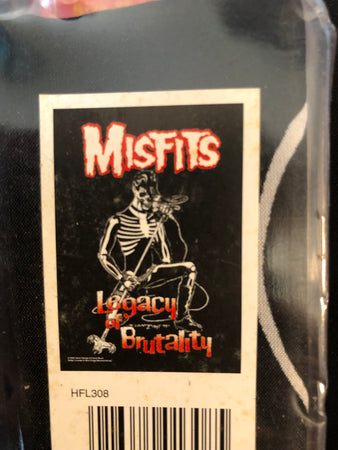 MISFITS
Legacy
of
Brutality
HFL308